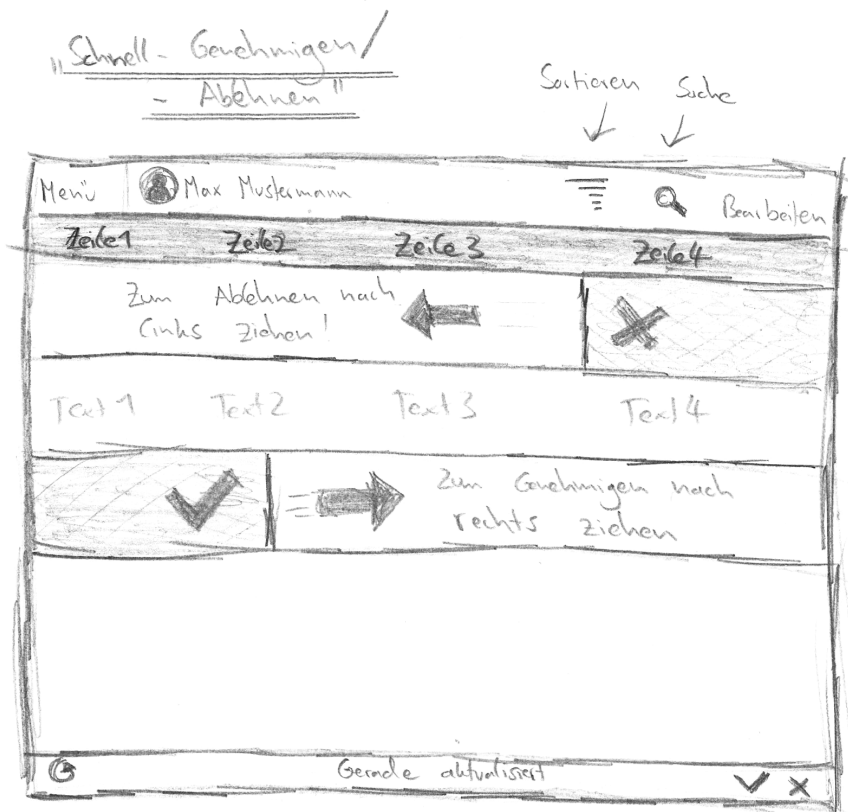 „Schnell- Genehmigen/
- Ablehnen"
Sortieren Suche
Menü Max Mustermann Bearbeiten
Zeile1 Zeile2 Zeile3 Zeile4
Zum Ablehnen nach
links ziehen!
Text1 Text2 Text3 Text4
Zum Genehmigen nach
rechts ziehen
Gerade aktualisiert